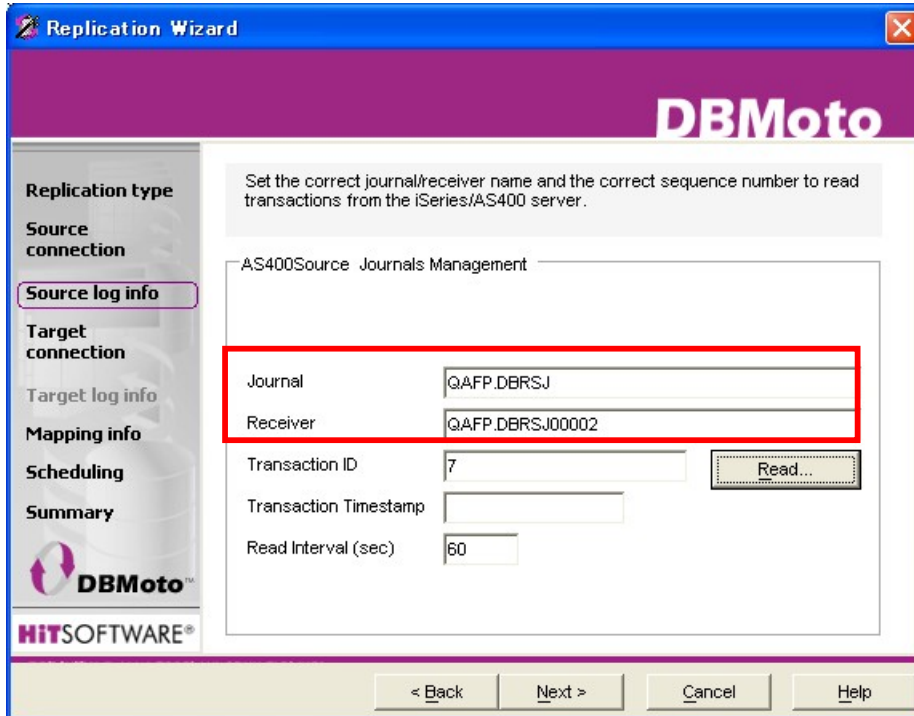 Replication Wizard
DBMoto
Replication type
Source
connection
Source log info
Target
connection
Target log info
Mapping info
Scheduling
Summary
DBMoto™
HiTSOFTWARE®
Set the correct journal/receiver name and the correct sequence number to read
transactions from the iSeries/AS400 server.
AS400Source Journals Management
Journal QAFP.DBRSJ
Receiver QAFP.DBRSJ00002
Transaction ID 7 Read...
Transaction Timestamp
Read Interval (sec) 60
< Back Next > Cancel Help